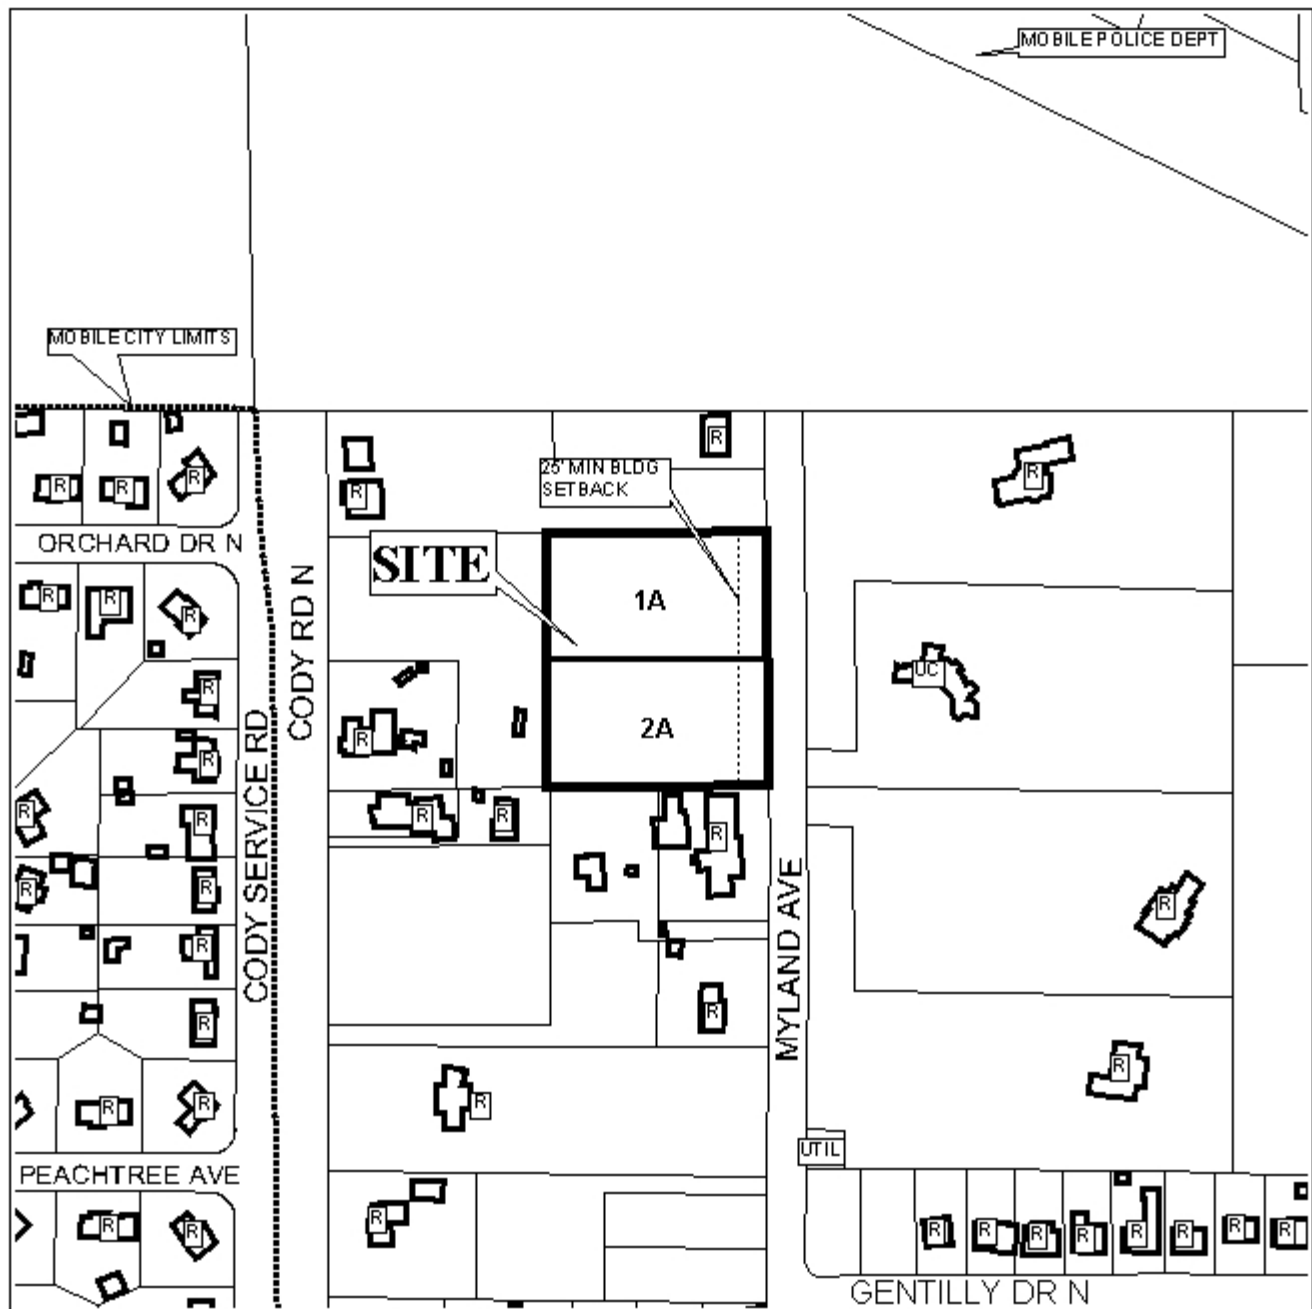 MOBILE POLICE DEPT
MOBILE CITY LIMITS
R
25' MIN BLDG
SETBACK
R
R
R
R
R
ORCHARD DR N
SITE
1A
R
R
R
CODY RD N
UC
R
2A
R
CODY SERVICE RD
R
R
R
R
R
R
R
R
R
MYLAND AVE
R
R
R
R
R
R
R
UTIL
PEACHTREE AVE
R
R
R
R
R
R
R
R
R
R
R
GENTILLY DR N